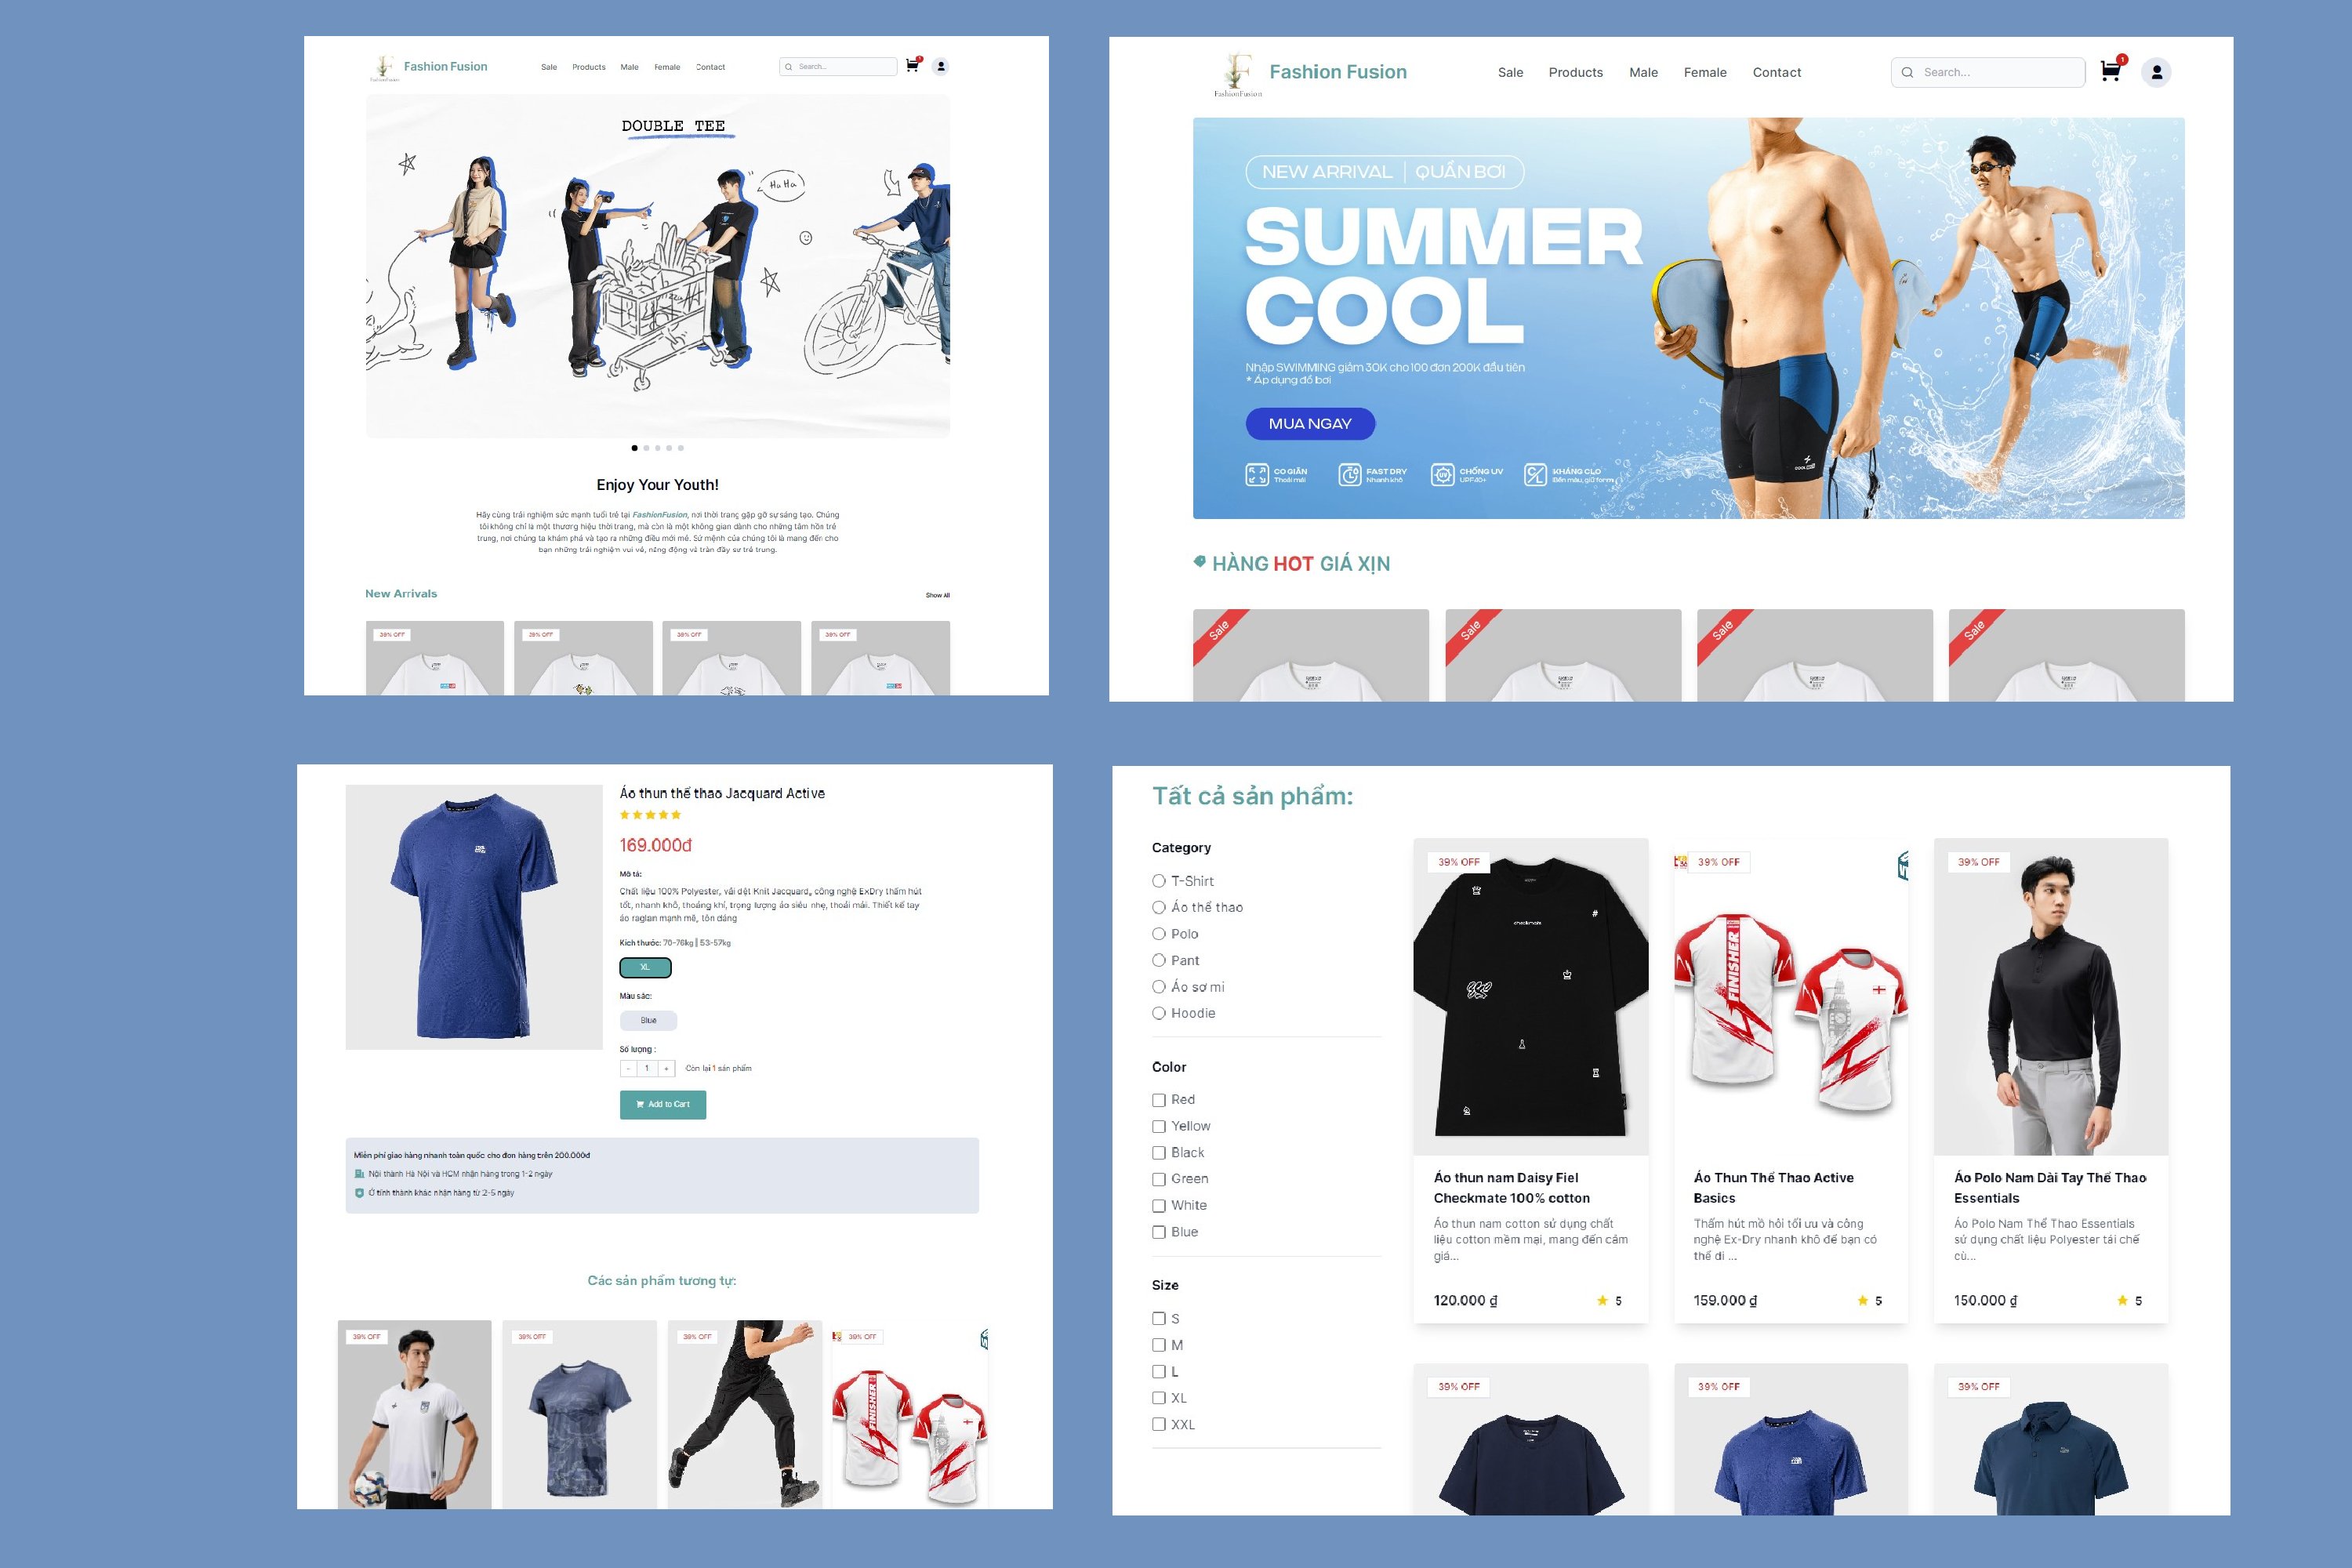 FashionFusion
Fashion Fusion
Sale
Products
Male
Female
Contact
Search...
1
DOUBLE TEE
Ha Ha
Enjoy Your Youth!
Hãy cùng trải nghiệm sức mạnh tuổi trẻ tại FashionFusion, nơi thời trang gặp gỡ sự sáng tạo. Chúng
tôi không chỉ là một thương hiệu thời trang, mà còn là một không gian dành cho những tâm hồn trẻ
trung, nơi chúng ta khám phá và tạo ra những điều mới mẻ. Sứ mệnh của chúng tôi là mang đến cho
bạn những trải nghiệm vui vẻ, năng động và tràn đầy sự trẻ trung.
New Arrivals
Show All
39% OFF
39% OFF
39% OFF
39% OFF
FashionFusion
Fashion Fusion
Sale
Products
Male
Female
Contact
Search...
1
NEW ARRIVAL | QUẦN BƠI
SUMMER
COOL
Nhập SWIMMING giảm 30K cho 100 đơn 200K đầu tiên
* Áp dụng đồ bơi
MUA NGAY
CO GIÃN
Thoải mái
FAST DRY
Nhanh khô
UV
CHỐNG UV
UPF40+
KHÁNG CLO
Bền màu, giữ form
HÀNG HOT GIÁ XỊN
Sale
Sale
Sale
Sale
Áo thun thể thao Jacquard Active
169.000đ
Mô tả:
Chất liệu 100% Polyester, vải dệt Knit Jacquard, công nghệ ExDry thấm hút
tốt, nhanh khô, thoáng khí, trọng lượng áo siêu nhẹ, thoải mái. Thiết kế tay
áo raglan mạnh mẽ, tôn dáng
Kích thước: 70-76kg | 53-57kg
XL
Màu sắc:
Blue
Số lượng :
- 1 +
Còn lại 1 sản phẩm
Add to Cart
Miễn phí giao hàng nhanh toàn quốc cho đơn hàng trên 200.000đ
Nội thành Hà Nội và HCM nhận hàng trong 1-2 ngày
Ở tỉnh thành khác nhận hàng từ 2-5 ngày
Các sản phẩm tương tự:
39% OFF
39% OFF
39% OFF
39% OFF
FINISHER
Tất cả sản phẩm:
Category
T-Shirt
Áo thể thao
Polo
Pant
Áo sơ mi
Hoodie
Color
Red
Yellow
Black
Green
White
Blue
Size
S
M
L
XL
XXL
39% OFF
checkmate
#
Áo thun nam Daisy Fiel
Checkmate 100% cotton
Áo thun nam cotton sử dụng chất
liệu cotton mềm mại, mang đến cảm
giá...
120.000 ₫
5
39% OFF
FINISHER
Áo Thun Thể Thao Active
Basics
Thấm hút mồ hôi tối ưu và công
nghệ Ex-Dry nhanh khô để bạn có
thể di ...
159.000 ₫
5
39% OFF
Áo Polo Nam Dài Tay Thể Thao
Essentials
Áo Polo Nam Thể Thao Essentials
sử dụng chất liệu Polyester tái chế
cù...
150.000 ₫
5
39% OFF
39% OFF
39% OFF